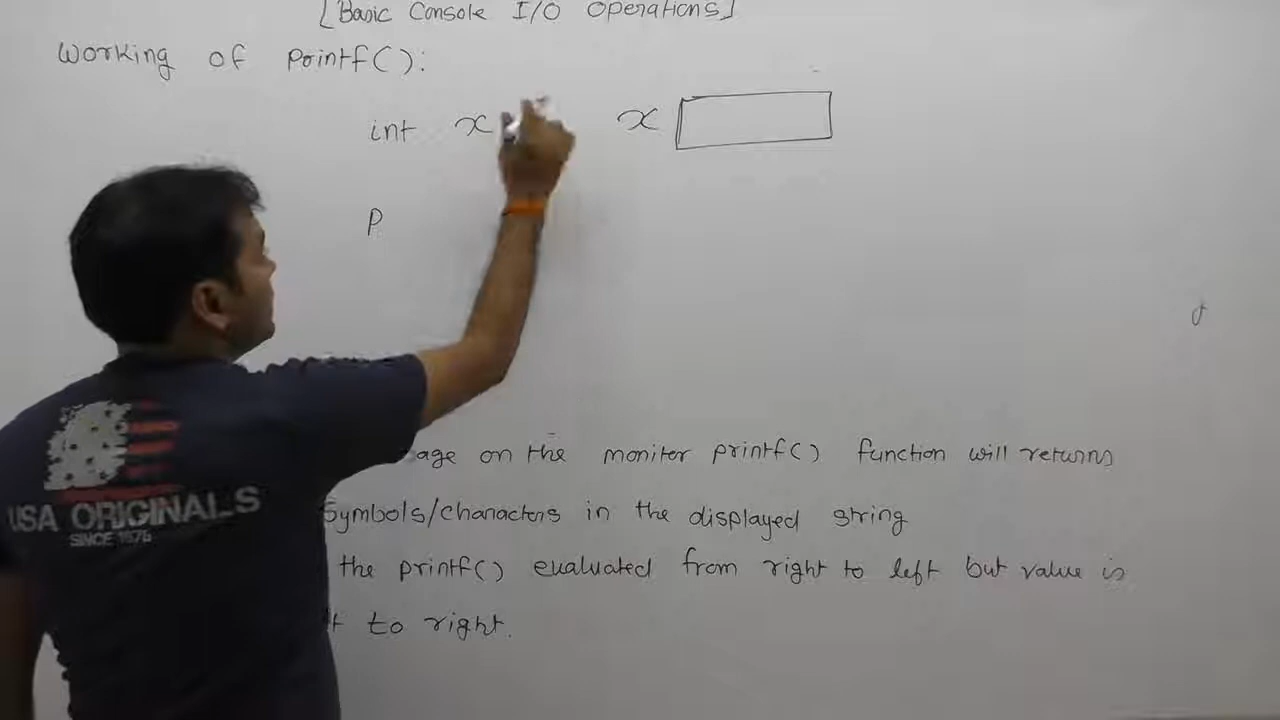 [Basic Console I/O Operations]
Working of printf():
int x x
P
age on the moniter printf() function will returns
Symbols/characters in the displayed string
the printf() evaluated from right to left but value is
to right.
USA ORIGINALS
SINCE 1976